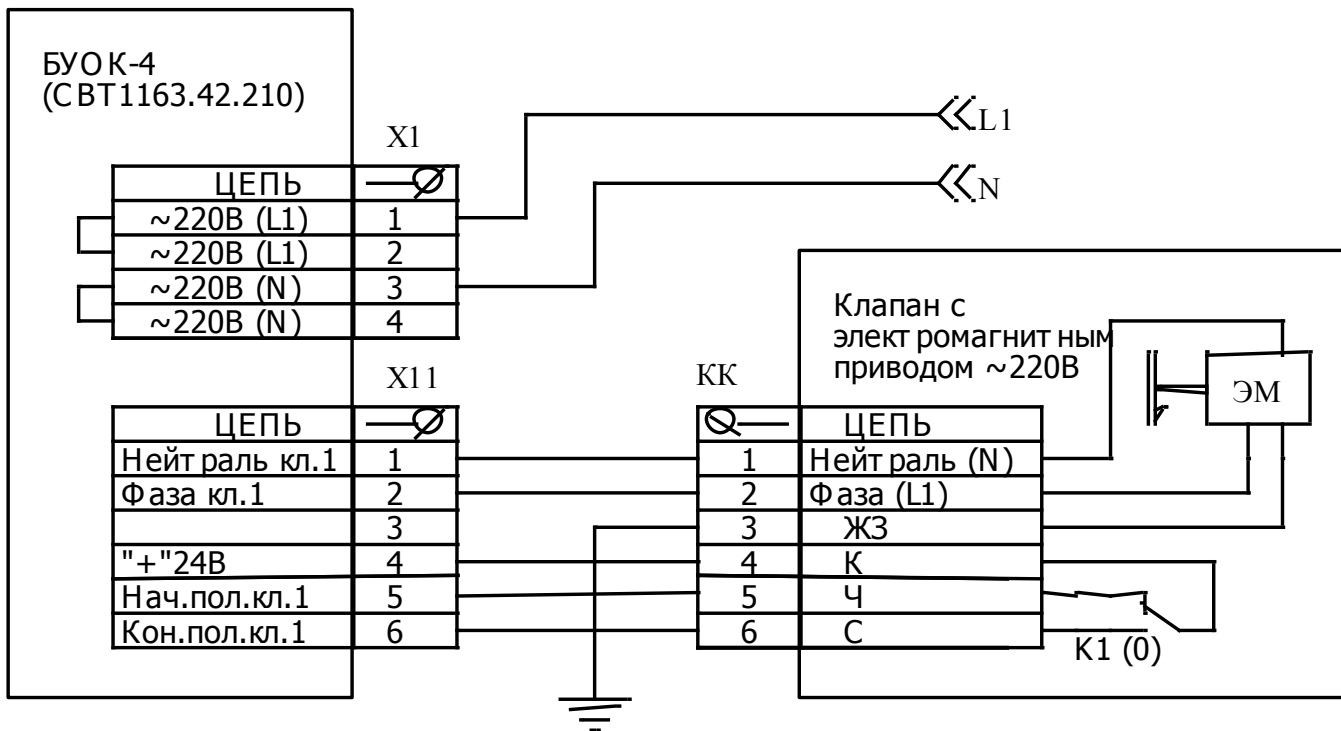 БУОК-4
(СВТ1163.42.210)
X1
L1
ЦЕПЬ
~220В (L1) 1
N
~220В (L1) 2
~220В (N) 3
~220В (N) 4
Клапан с
электромагнитным
приводом ~220В
ЭМ
X11
КК
ЦЕПЬ
ЦЕПЬ
Нейтраль кл.1 1
1 Нейтраль (N)
Фаза кл.1 2
2 Фаза (L1)
3
3 ЖЗ
"+"24В 4
4 К
Нач.пол.кл.1 5
5 Ч
Кон.пол.кл.1 6
6 С
К1 (0)